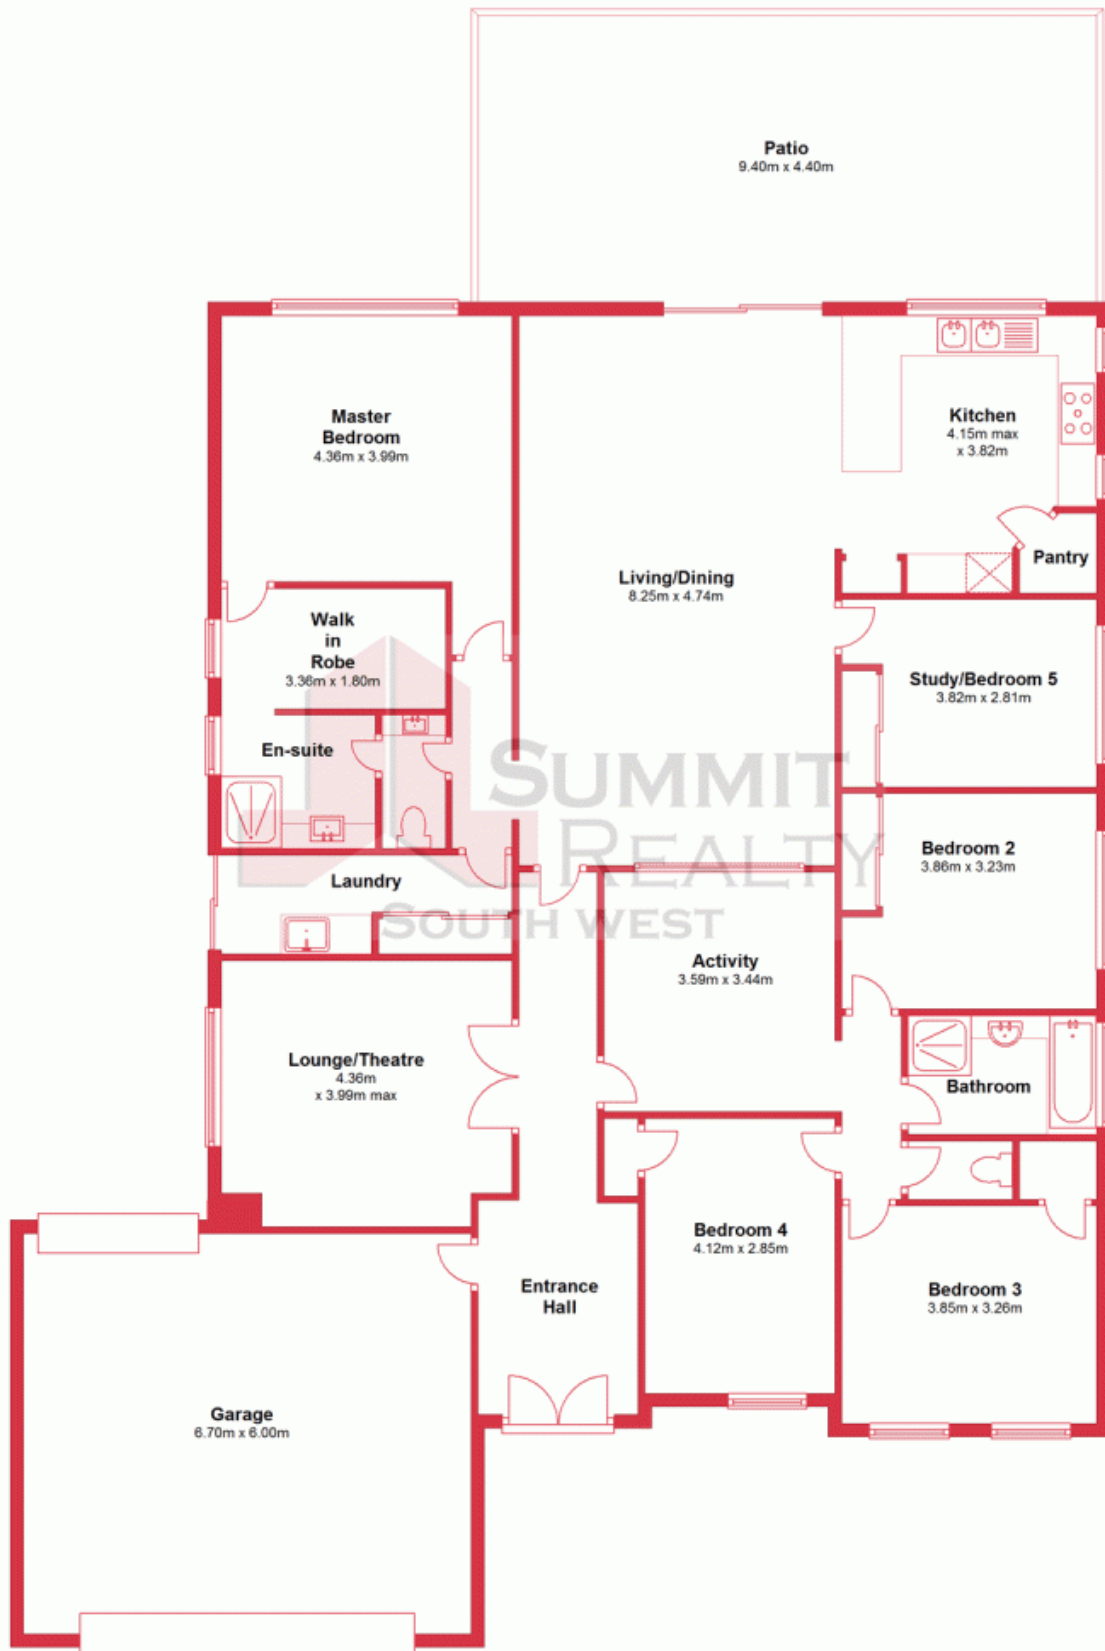 Patio
9.40m x 4.40m
Master
Bedroom
4.36m x 3.99m
Kitchen
4.15m max
x 3.82m
Pantry
Living/Dining
8.25m x 4.74m
Walk
in
Robe
3.36m x 1.80m
Study/Bedroom 5
3.82m x 2.81m
En-suite
SUMMIT
REALTY
SOUTH WEST
Bedroom 2
3.86m x 3.23m
Laundry
Activity
3.59m x 3.44m
Lounge/Theatre
4.36m
x 3.99m max
Bathroom
Bedroom 4
4.12m x 2.85m
Entrance
Hall
Bedroom 3
3.85m x 3.26m
Garage
6.70m x 6.00m